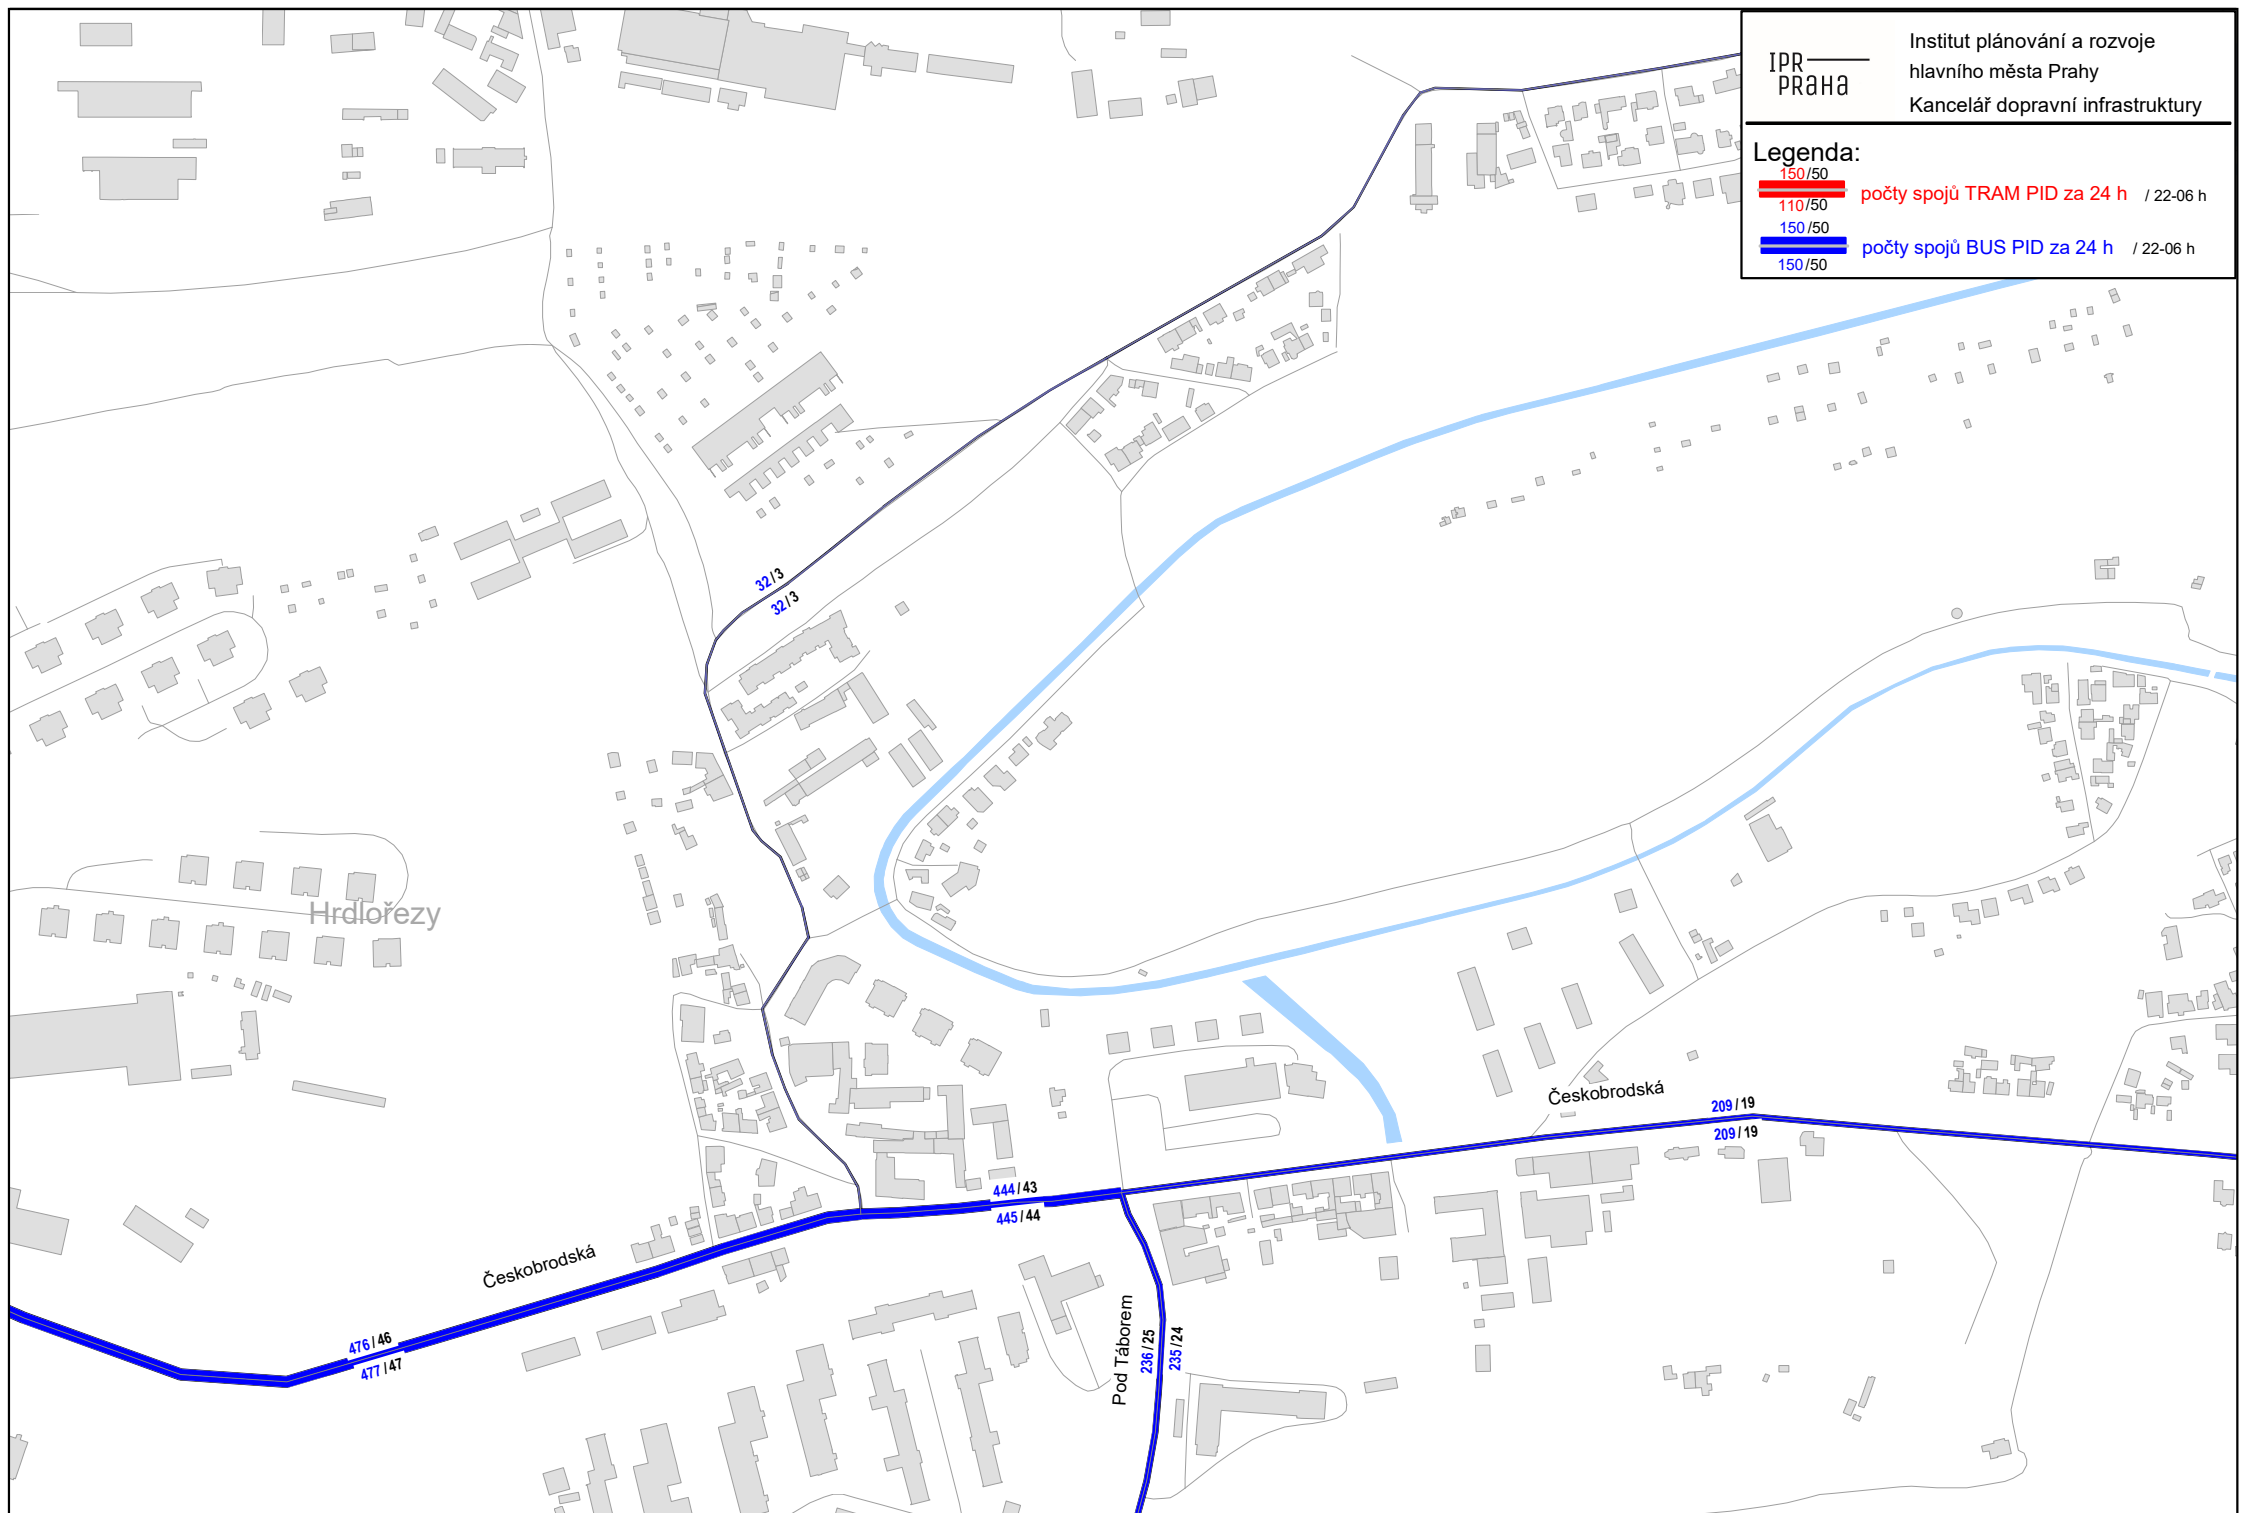 IPR
PRAHA
Institut plánování a rozvoje
hlavního města Prahy
Kancelář dopravní infrastruktury
Legenda:
150/50
počty spojů TRAM PID za 24 h / 22-06 h
110/50
150/50
počty spojů BUS PID za 24 h / 22-06 h
150/50
32/3
32/3
Hrdlořezy
Českobrodská
209/19
209/19
444/43
445/44
Českobrodská
476/46
477/47
Pod Táborem
236/25
235/24